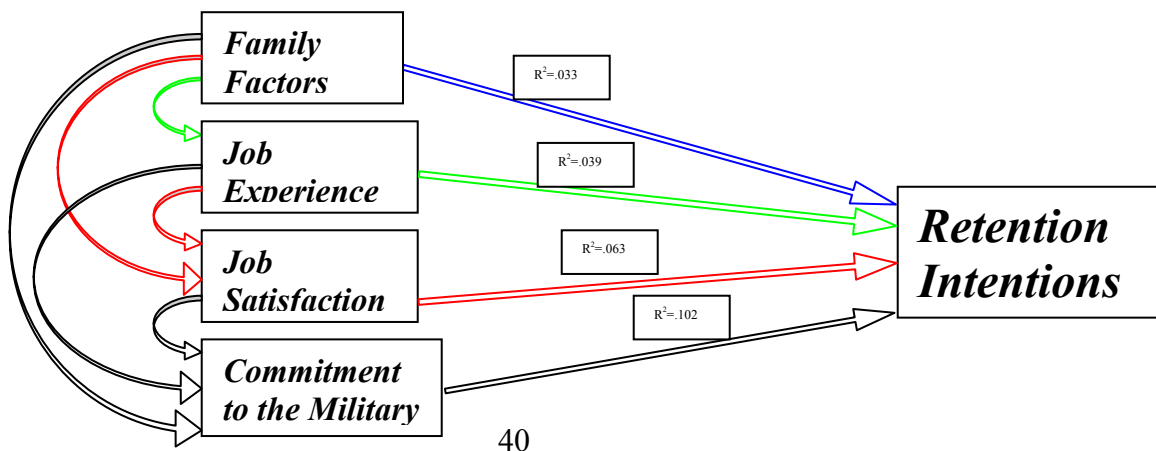 Family
Factors
R²=.033
Job
Experience
R²=.039
Job
Satisfaction
R²=.063
Commitment
to the Military
R²=.102
Retention
Intentions
40